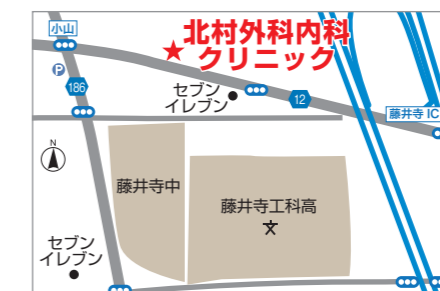 小山
北村外科内科
クリニック
P
186
セブン
イレブン
12
藤井寺IC
N
藤井寺中
藤井寺工科高
文
セブン
イレブン